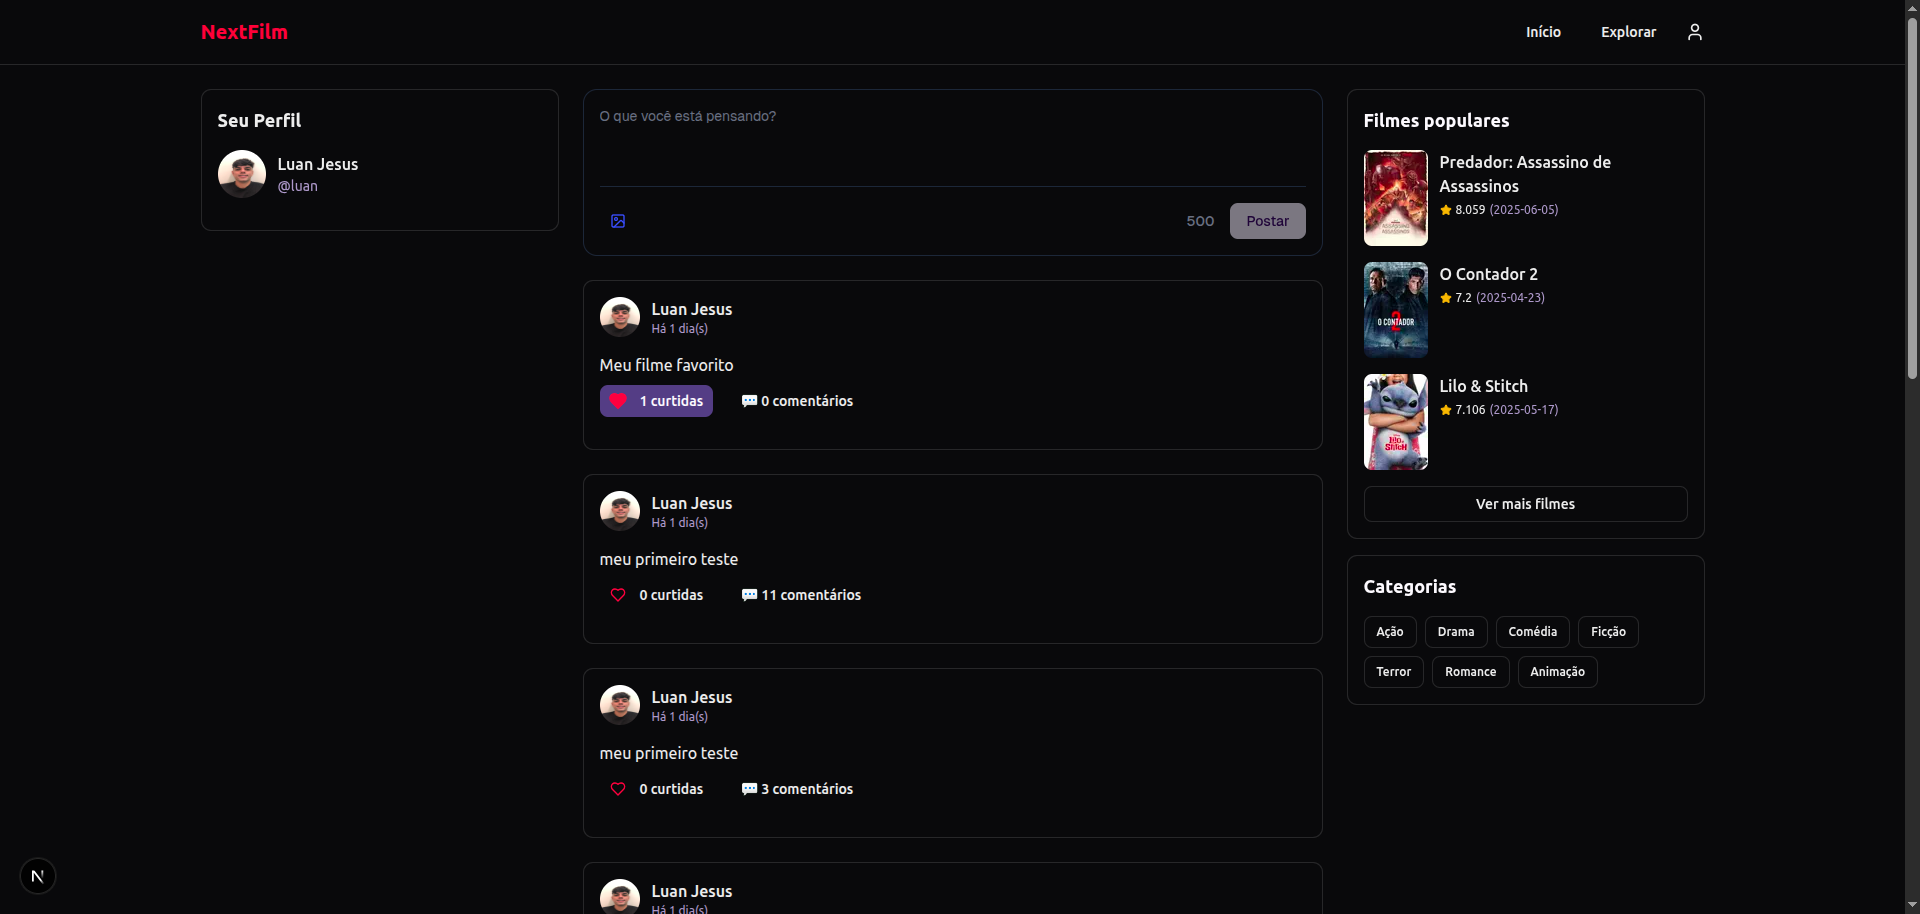 NextFilm
Início
Explorar
Seu Perfil
Luan Jesus
@luan
O que você está pensando?
500
Postar
Luan Jesus
Há 1 dia(s)
Meu filme favorito
1 curtidas
0 comentários
Luan Jesus
Há 1 dia(s)
meu primeiro teste
0 curtidas
11 comentários
Luan Jesus
Há 1 dia(s)
meu primeiro teste
0 curtidas
3 comentários
Luan Jesus
Há 1 dia(s)
Filmes populares
Predador: Assassino de
Assassinos
8.059 (2025-06-05)
O CONTADOR
2
O Contador 2
7.2 (2025-04-23)
LILO
STITCH
Lilo & Stitch
7.106 (2025-05-17)
Ver mais filmes
Categorias
Ação
Drama
Comédia
Ficção
Terror
Romance
Animação
N